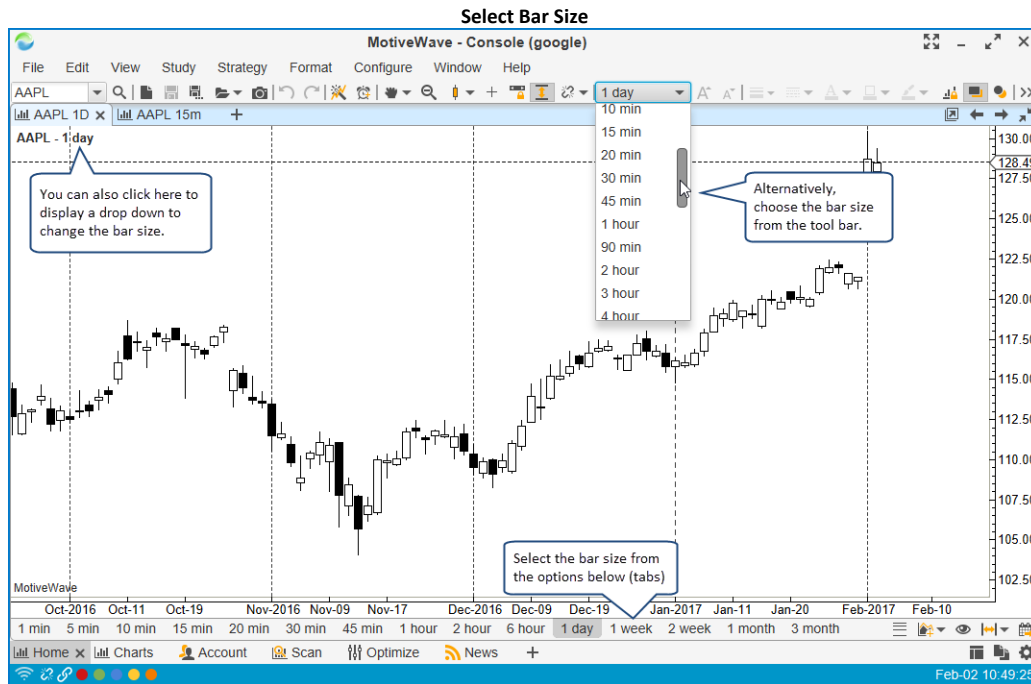 Select Bar Size
MotiveWave - Console (google)
File Edit View Study Strategy Format Configure Window Help
AAPL
1 day
AAPL 1D
AAPL 15m
AAPL - 1 day
10 min
15 min
20 min
30 min
45 min
1 hour
90 min
2 hour
3 hour
4 hour
You can also click here to
display a drop down to
change the bar size.
Alternatively,
choose the bar size
from the tool bar.
130.00
128.49
127.50
125.00
122.50
120.00
117.50
115.00
112.50
110.00
107.50
105.00
102.50
Select the bar size from
the options below (tabs)
MotiveWave
Oct-2016 Oct-11 Oct-19 Nov-2016 Nov-09 Nov-17 Dec-2016 Dec-09 Dec-19 Jan-2017 Jan-11 Jan-20 Feb-2017 Feb-10
1 min 5 min 10 min 15 min 20 min 30 min 45 min 1 hour 2 hour 6 hour 1 day 1 week 2 week 1 month 3 month
Home Charts Account Scan Optimize News
Feb-02 10:49:25